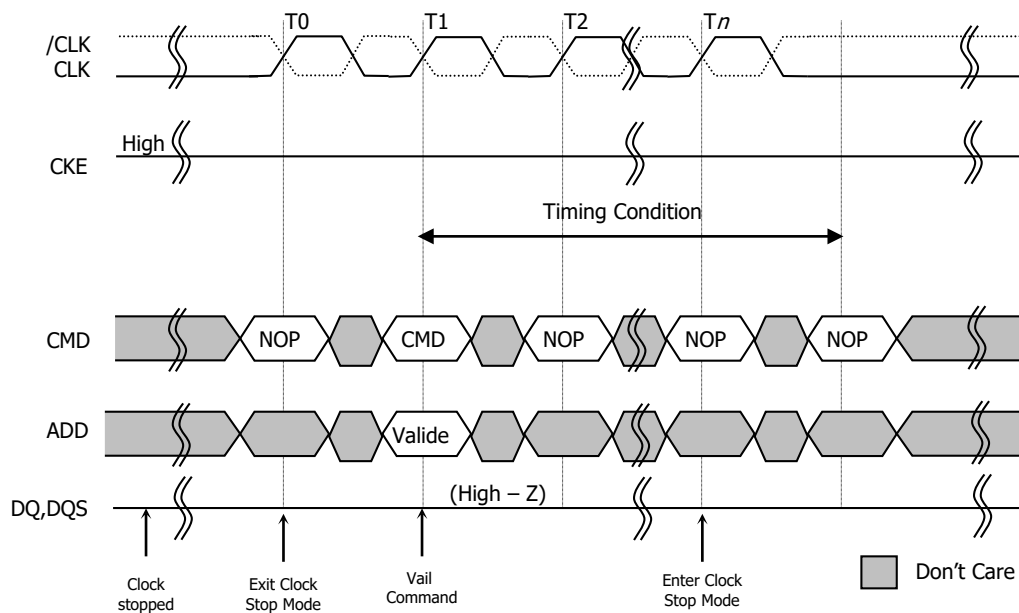 T0 T1 T2 Tn
/CLK
CLK
High
CKE
Timing Condition
CMD NOP CMD NOP NOP NOP
ADD Valide
(High – Z)
DQ,DQS
Clock
stopped
Exit Clock
Stop Mode
Vail
Command
Enter Clock
Stop Mode
Don't Care